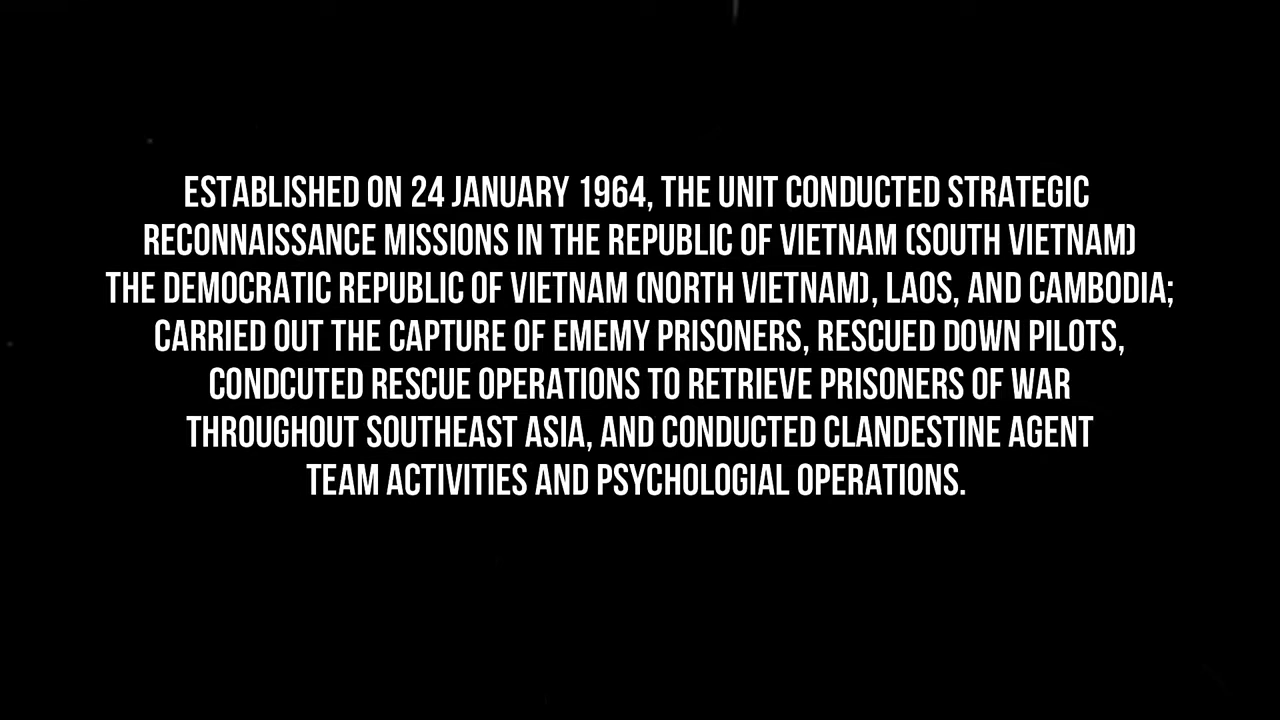 ESTABLISHED ON 24 JANUARY 1964, THE UNIT CONDUCTED STRATEGIC
RECONNAISSANCE MISSIONS IN THE REPUBLIC OF VIETNAM (SOUTH VIETNAM)
THE DEMOCRATIC REPUBLIC OF VIETNAM (NORTH VIETNAM), LAOS, AND CAMBODIA;
CARRIED OUT THE CAPTURE OF EMEMY PRISONERS, RESCUED DOWN PILOTS,
CONDCUTED RESCUE OPERATIONS TO RETRIEVE PRISONERS OF WAR
THROUGHOUT SOUTHEAST ASIA, AND CONDUCTED CLANDESTINE AGENT
TEAM ACTIVITIES AND PSYCHOLOGIAL OPERATIONS.